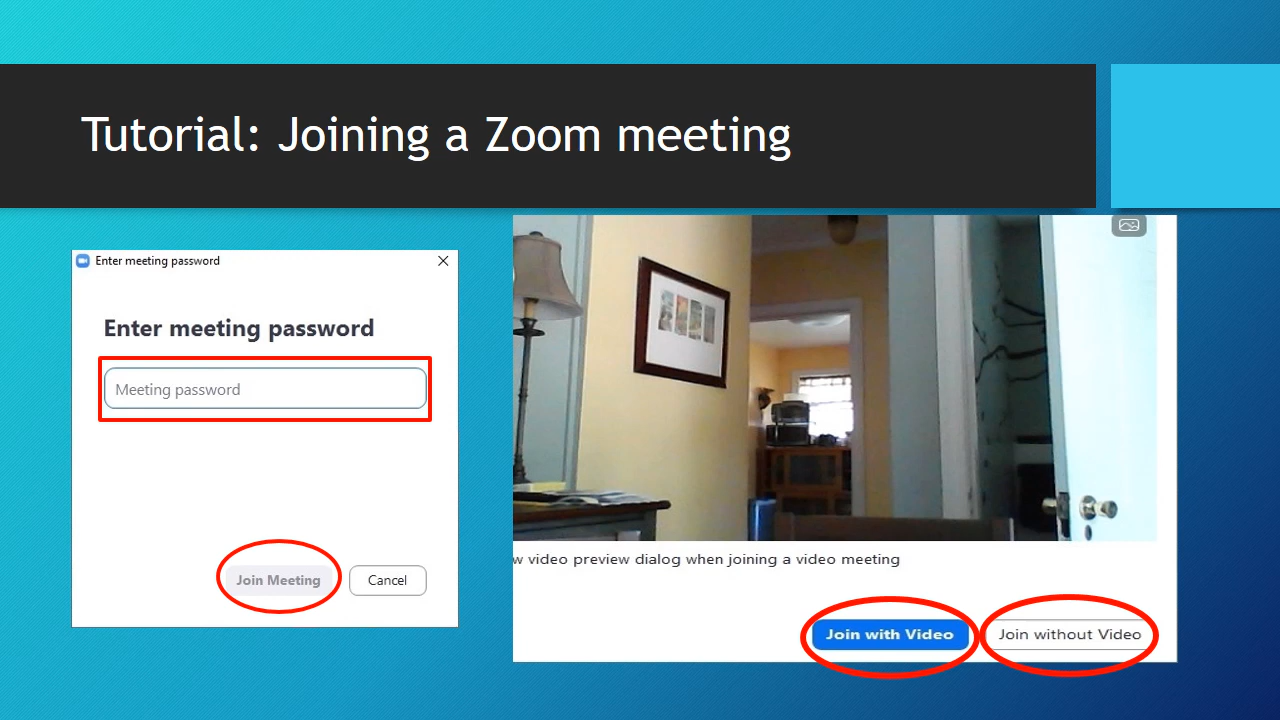 Tutorial: Joining a Zoom meeting
Enter meeting password
Enter meeting password
Meeting password
Join Meeting
Cancel
w video preview dialog when joining a video meeting
Join with Video
Join without Video